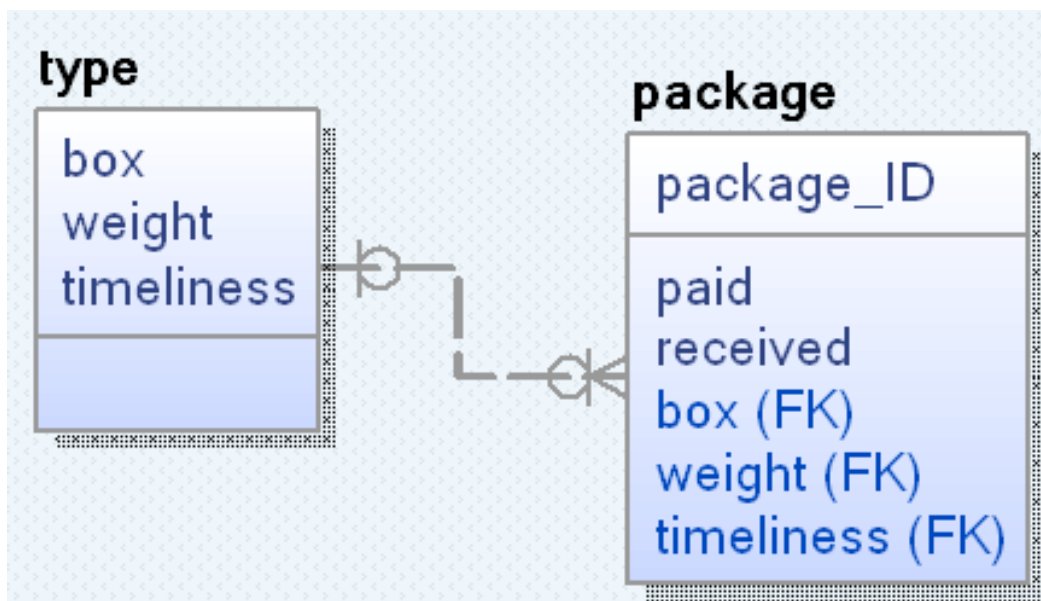 type
box
weight
timeliness
package
package_ID
paid
received
box (FK)
weight (FK)
timeliness (FK)